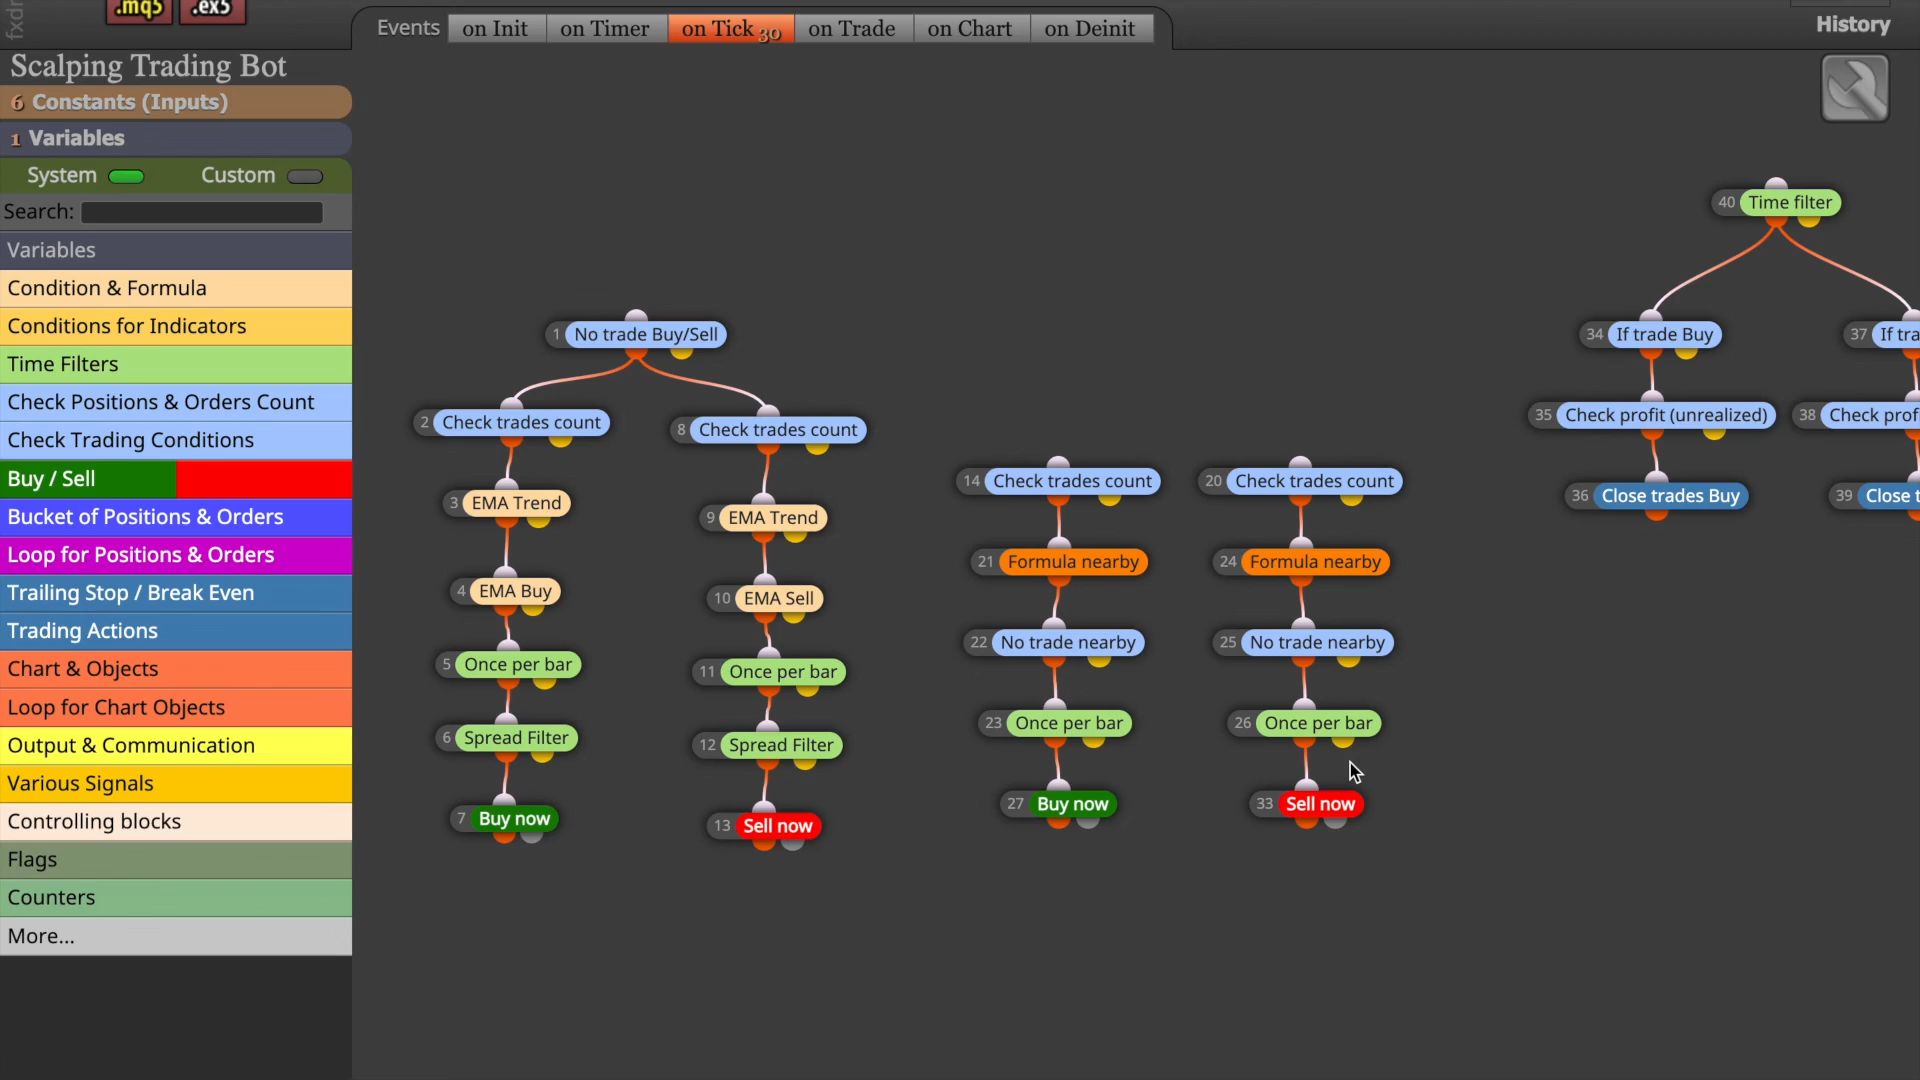 fxdr
.mq5
.ex5
Events
on Init
on Timer
on Tick 30
on Trade
on Chart
on Deinit
History
Scalping Trading Bot
6 Constants (Inputs)
1 Variables
System
Custom
Search:
Variables
Condition & Formula
Conditions for Indicators
Time Filters
Check Positions & Orders Count
Check Trading Conditions
Buy / Sell
Bucket of Positions & Orders
Loop for Positions & Orders
Trailing Stop / Break Even
Trading Actions
Chart & Objects
Loop for Chart Objects
Output & Communication
Various Signals
Controlling blocks
Flags
Counters
More...
1 No trade Buy/Sell
2 Check trades count
3 EMA Trend
4 EMA Buy
5 Once per bar
6 Spread Filter
7 Buy now
8 Check trades count
9 EMA Trend
10 EMA Sell
11 Once per bar
12 Spread Filter
13 Sell now
14 Check trades count
21 Formula nearby
22 No trade nearby
23 Once per bar
27 Buy now
20 Check trades count
24 Formula nearby
25 No trade nearby
26 Once per bar
33 Sell now
40 Time filter
34 If trade Buy
35 Check profit (unrealized)
36 Close trades Buy
37 If tra
38 Check prof
39 Close t